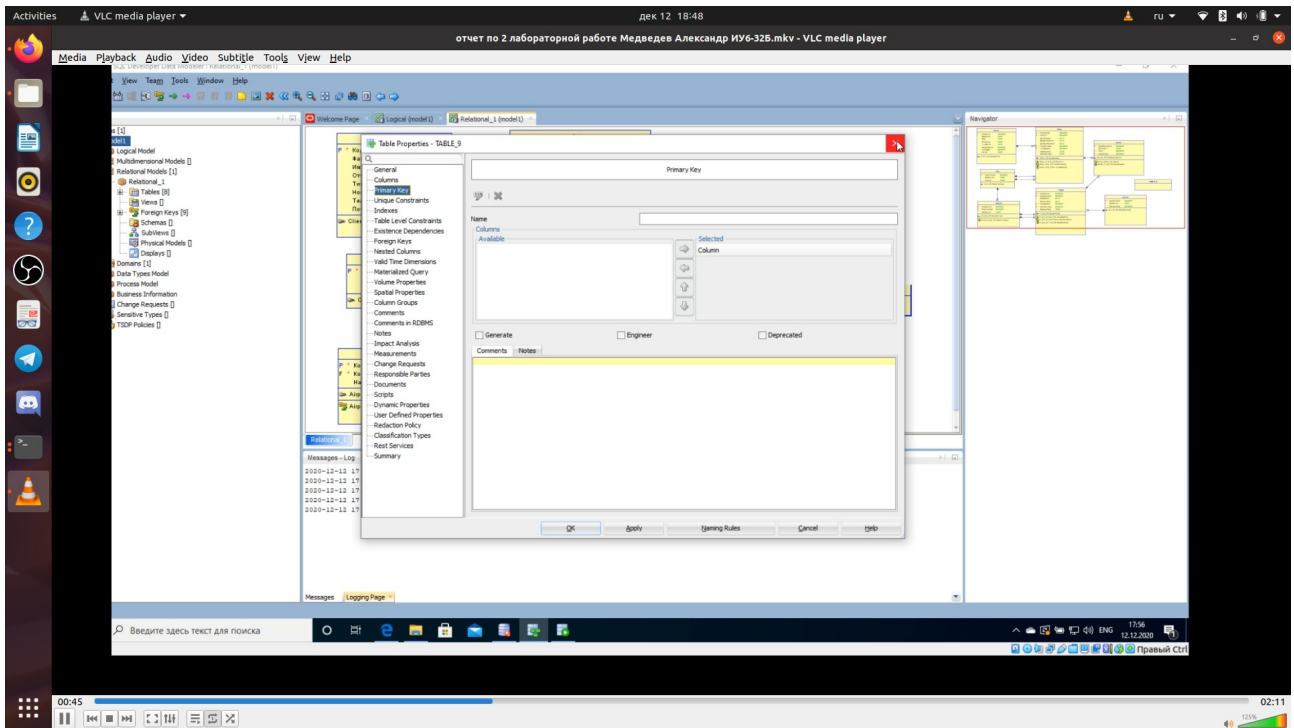 Activities
VLC media player
дек 12 18:48
ru
отчет по 2 лабораторной работе Медведев Александр ИУ6-32Б.mkv - VLC media player
Media Playback Audio Video Subtitle Tools View Help
View Team Tools Window Help
Welcome Page
Logical (model1)
Relational_1 (model1)
Navigator
Logical Model
Multidimensional Models []
Relational Models [1]
Relational_1
Tables [8]
Views []
Foreign Keys [9]
Schemas []
SubViews []
Physical Models []
Displays []
Domains [1]
Data Types Model
Process Model
Business Information
Change Requests []
Sensitive Types []
TSDP Policies []
Table Properties - TABLE_9
General
Columns
Primary Key
Unique Constraints
Indexes
Table Level Constraints
Existence Dependencies
Foreign Keys
Nested Columns
Valid Time Dimensions
Materialized Query
Volume Properties
Spatial Properties
Column Groups
Comments
Comments in RDBMS
Notes
Impact Analysis
Measurements
Change Requests
Responsible Parties
Documents
Scripts
Dynamic Properties
User Defined Properties
Redaction Policy
Classification Types
Rest Services
Summary
Primary Key
Name
Columns
Available
Selected
Column
Generate
Engineer
Deprecated
Comments
Notes
OK
Apply
Naming Rules
Cancel
Help
Relational_1
Messages - Log
2020-12-12 17
2020-12-12 17
2020-12-12 17
2020-12-12 17
2020-12-12 17
Messages
Logging Page
Введите здесь текст для поиска
ENG
17:56
12.12.2020
Правый Ctrl
00:45
02:11
125%